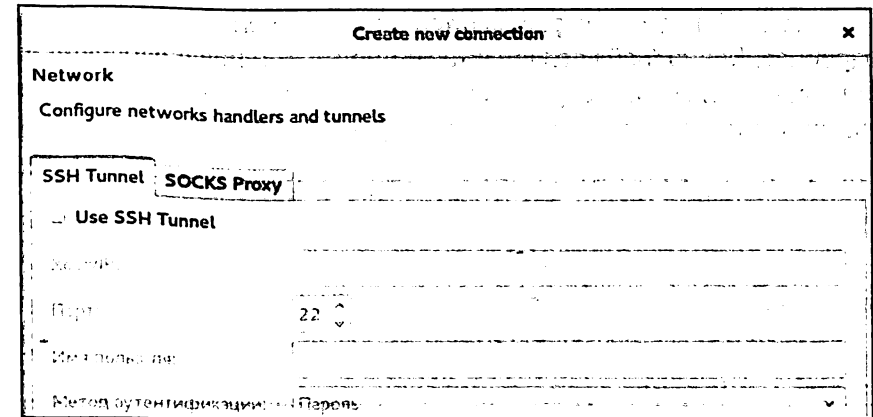 Create new connection ×
Network
Configure networks handlers and tunnels
SSH Tunnel SOCKS Proxy
Use SSH Tunnel
Порт
22
Метод аутентификации: Пароль